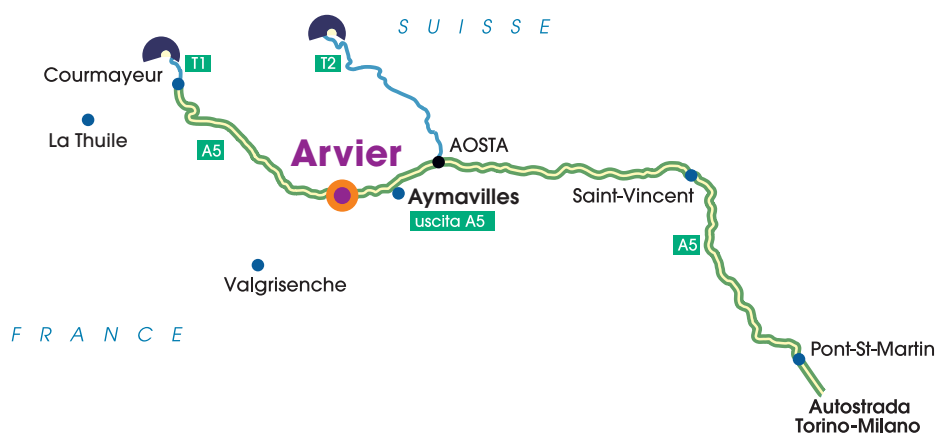 SUISSE
T1
T2
Courmayeur
La Thuile
A5
Arvier
AOSTA
Aymavilles
uscita A5
Saint-Vincent
A5
Valgrisenche
FRANCE
Pont-St-Martin
Autostrada
Torino-Milano